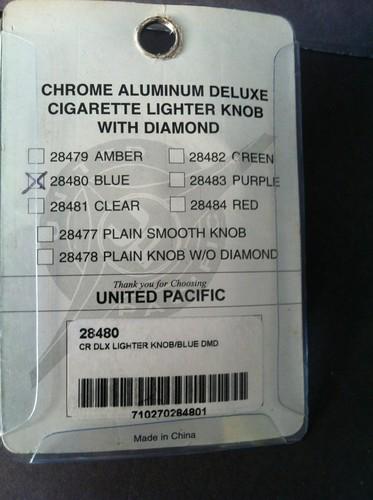 CHROME ALUMINUM DELUXE
CIGARETTE LIGHTER KNOB
WITH DIAMOND
28479 AMBER 28482 GREEN
28480 BLUE 28483 PURPLE
28481 CLEAR 28484 RED
28477 PLAIN SMOOTH KNOB
28478 PLAIN KNOB W/O DIAMOND
Thank you for Choosing
UNITED PACIFIC
28480
CR DLX LIGHTER KNOB/BLUE DMD
710270284801
Made in China